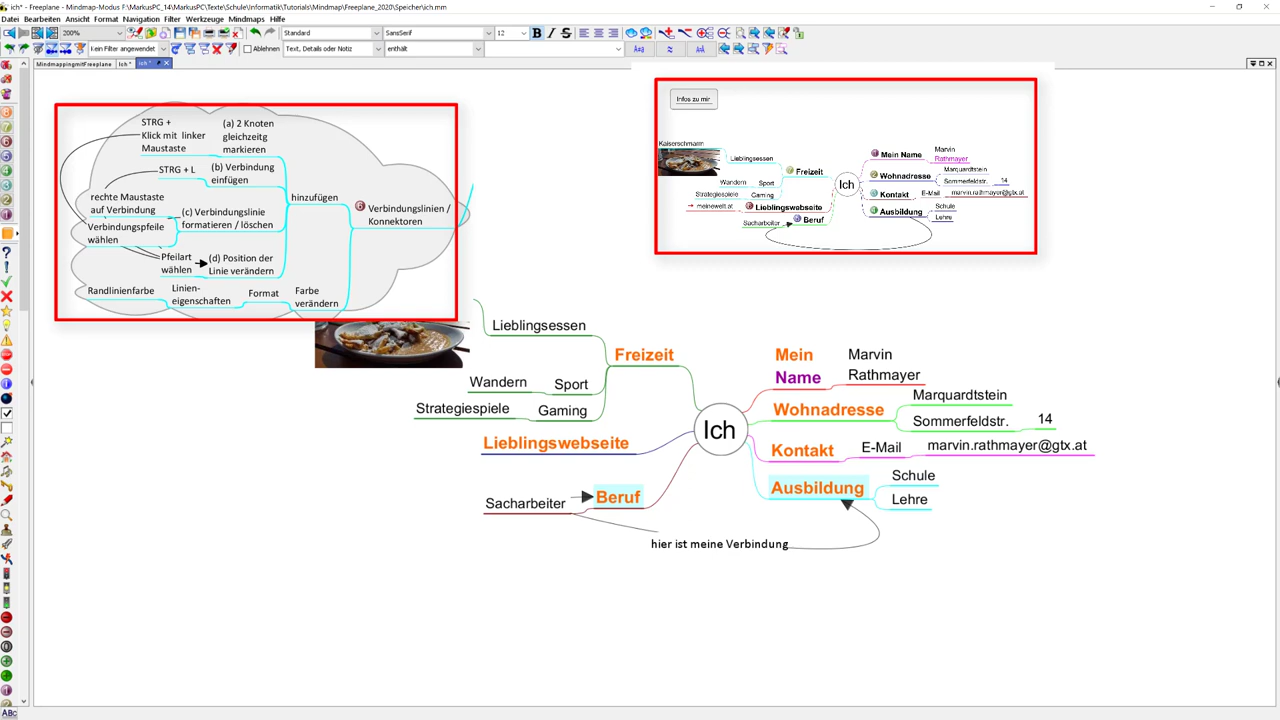 ich* - Freeplane - Mindmap-Modus F:\MarkusPC_14\MarkusPC\Texte\Schule\Informatik\Tutorials\Mindmap\Freeplane_2020\Speicher\ich.mm
Datei Bearbeiten Ansicht Format Navigation Filter Werkzeuge Mindmaps Hilfe
200% Standard SansSerif 12 B I S
Kein Filter angewendet Ablehnen Text, Details oder Notiz enthält
MindmappingmitFreeplane Ich * Ich *
STRG +
Klick mit linker
Maustaste
(a) 2 Knoten
gleichzeitg
markieren
STRG + L
(b) Verbindung
einfügen
rechte Maustaste
auf Verbindung
Verbindungspfeile
wählen
(c) Verbindungslinie
formatieren / löschen
Pfeilart
wählen
(d) Position der
Linie verändern
hinzufügen
Verbindungslinien /
Konnektoren
Randlinienfarbe
Linien-
eigenschaften
Format
Farbe
verändern
Infos zu mir
Kaiserschmarrn
Lieblingsessen
Freizeit
Wandern
Sport
Strategiespiele
Gaming
meinewelt.at
Lieblingswebseite
Sacharbeiter
Beruf
Ich
Mein Name
Marvin
Rathmayer
Wohnadresse
Marquardtstein
Sommerfeldstr.
14
Kontakt
E-Mail
marvin.rathmayer@gtx.at
Ausbildung
Schule
Lehre
Lieblingsessen
Freizeit
Wandern
Sport
Strategiespiele
Gaming
Lieblingswebseite
Sacharbeiter
Beruf
Ich
Mein
Name
Marvin
Rathmayer
Wohnadresse
Marquardtstein
Sommerfeldstr.
14
Kontakt
E-Mail
marvin.rathmayer@gtx.at
Ausbildung
Schule
Lehre
hier ist meine Verbindung
ABC